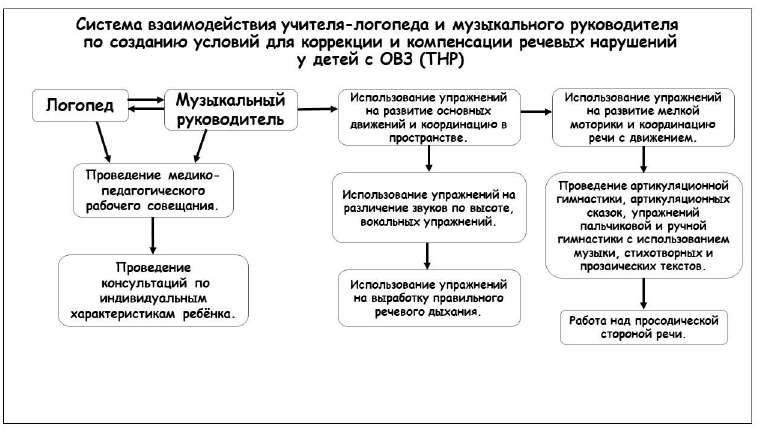 Система взаимодействия учителя-логопеда и музыкального руководителя
по созданию условий для коррекции и компенсации речевых нарушений
у детей с ОВЗ (ТНР)
Логопед
Музыкальный
руководитель
Использование упражнений
на развитие основных
движений и координацию в
пространстве.
Использование упражнений
на развитие мелкой
моторики и координацию
речи с движением.
Проведение медико-
педагогического
рабочего совещания.
Использование упражнений на
различение звуков по высоте,
вокальных упражнений.
Проведение артикуляционной
гимнастики, артикуляционных
сказок, упражнений
пальчиковой и ручной
гимнастики с использованием
музыки, стихотворных и
прозаических текстов.
Проведение
консультаций по
индивидуальным
характеристикам ребёнка.
Использование упражнений
на выработку правильного
речевого дыхания.
Работа над просодической
стороной речи.